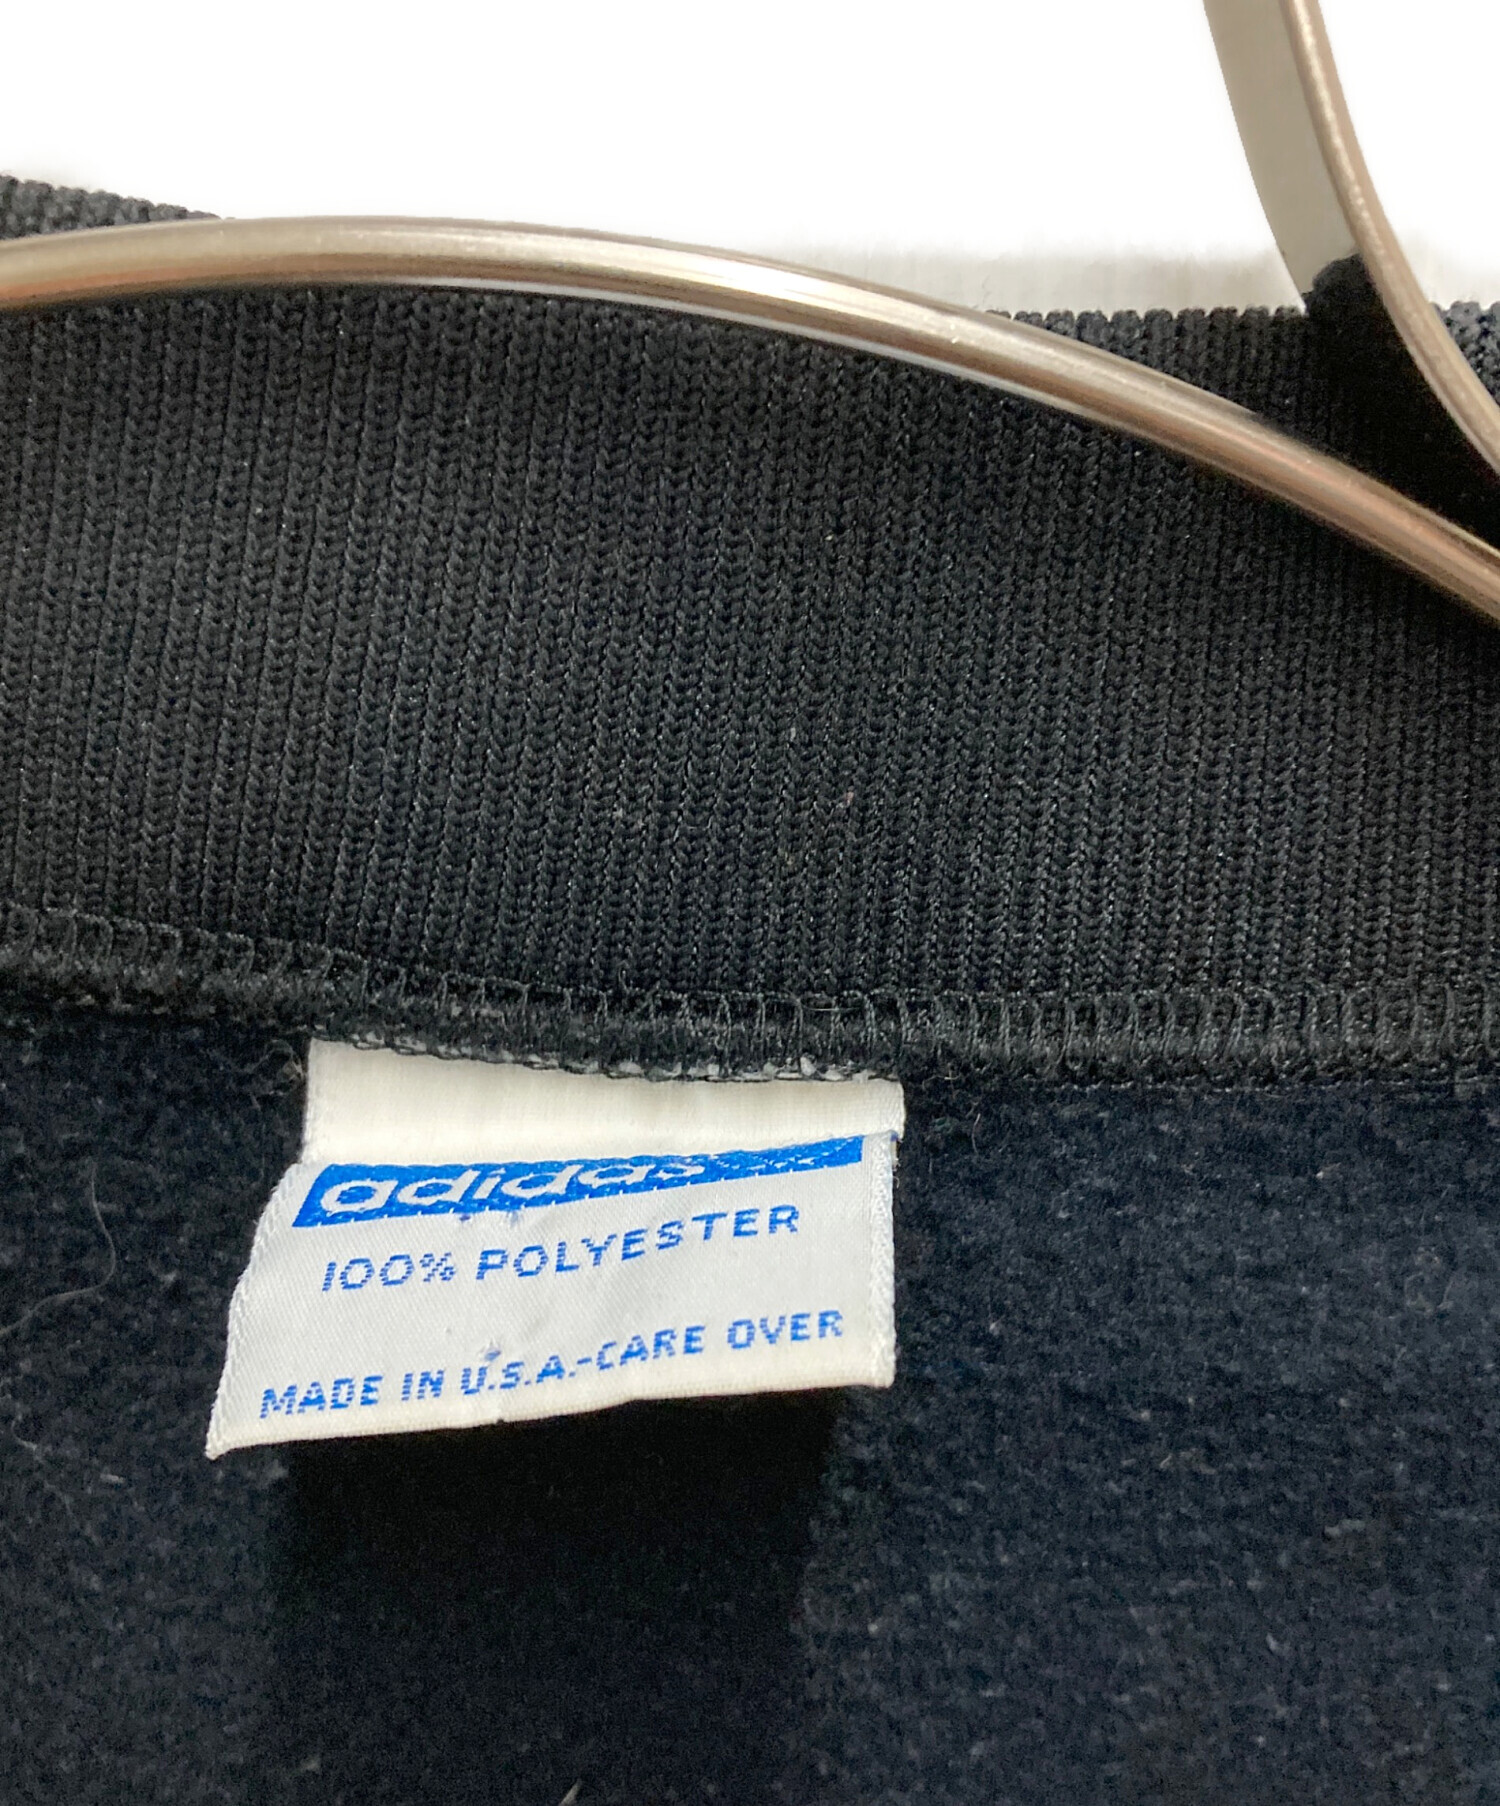 adidas
100% POLYESTER
MADE IN U.S.A.-CARE OVER